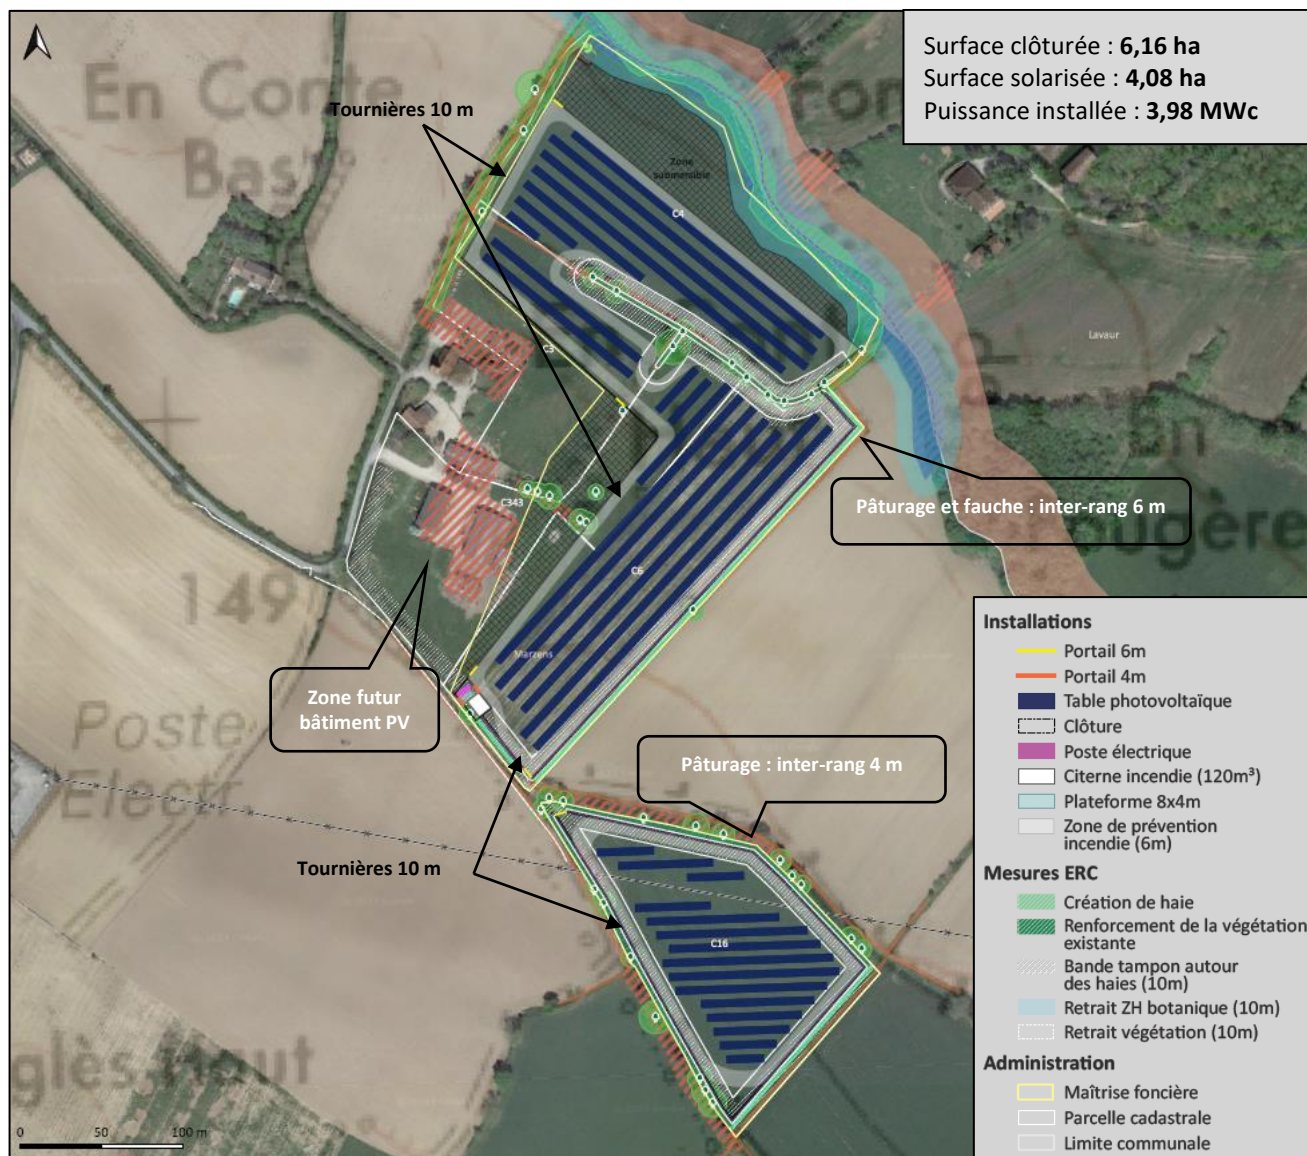 Surface clôturée : 6,16 ha
Surface solarisée : 4,08 ha
Puissance installée : 3,98 MWc
En Conte
Bas
Tournières 10 m
Zone
submersible
C4
Lavaur
C3
En
C343
Pâturage et fauche : inter-rang 6 m
ougère
149
C6
Marzens
Zone futur
bâtiment PV
Poste
Electr
Pâturage : inter-rang 4 m
Tournières 10 m
C16
glès Haut
0 50 100 m
Installations
Portail 6m
Portail 4m
Table photovoltaïque
Clôture
Poste électrique
Citerne incendie (120m³)
Plateforme 8x4m
Zone de prévention
incendie (6m)
Mesures ERC
Création de haie
Renforcement de la végétation
existante
Bande tampon autour
des haies (10m)
Retrait ZH botanique (10m)
Retrait végétation (10m)
Administration
Maîtrise foncière
Parcelle cadastrale
Limite communale